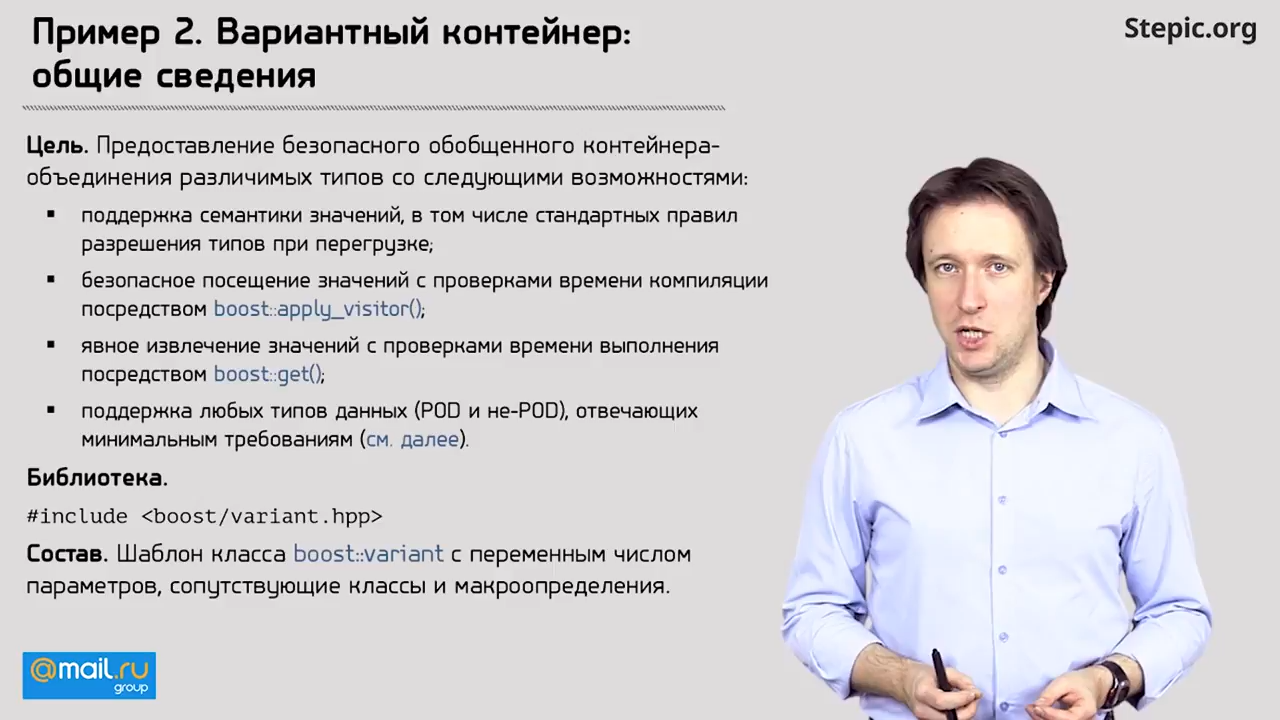 Пример 2. Вариантный контейнер:
общие сведения
Stepic.org
Цель. Предоставление безопасного обобщенного контейнера-
объединения различимых типов со следующими возможностями:
▪ поддержка семантики значений, в том числе стандартных правил
разрешения типов при перегрузке;
▪ безопасное посещение значений с проверками времени компиляции
посредством boost::apply_visitor();
▪ явное извлечение значений с проверками времени выполнения
посредством boost::get();
▪ поддержка любых типов данных (POD и не-POD), отвечающих
минимальным требованиям (см. далее).
Библиотека.
#include <boost/variant.hpp>
Состав. Шаблон класса boost::variant с переменным числом
параметров, сопутствующие классы и макроопределения.
@mail.ru
group